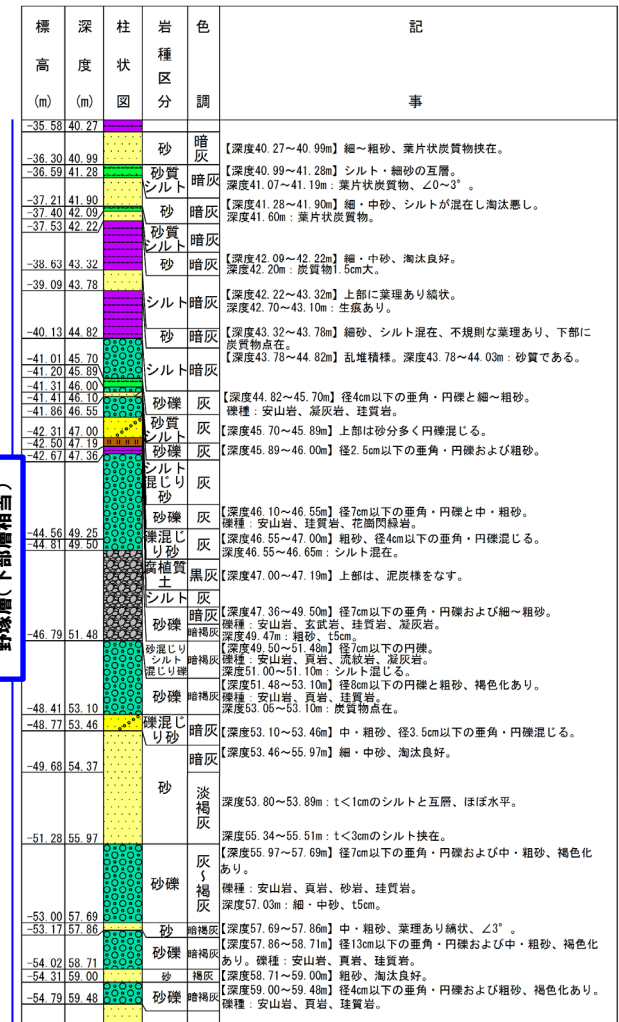 標高(m)
深度(m)
柱状図
岩種区分
色調
記事
野塚層(下部層相当)
-35.58 40.27
-36.30 40.99
-36.59 41.28
-37.21 41.90
-37.40 42.09
-37.53 42.22
-38.63 43.32
-39.09 43.78
-40.13 44.82
-41.01 45.70
-41.20 45.89
-41.31 46.00
-41.41 46.10
-41.86 46.55
-42.31 47.00
-42.50 47.19
-42.67 47.36
-44.56 49.25
-44.81 49.50
-46.79 51.48
-48.41 53.10
-48.77 53.46
-49.68 54.37
-51.28 55.97
-53.00 57.69
-53.17 57.86
-54.02 58.71
-54.31 59.00
-54.79 59.48
砂 暗灰
砂質シルト 暗灰
砂 暗灰
砂質シルト 暗灰
砂 暗灰
シルト 暗灰
砂 暗灰
シルト 暗灰
砂礫 灰
砂質シルト 灰
砂礫 灰
シルト混じり砂 灰
砂礫 灰
礫混じり砂 灰
腐植質土 黒灰
シルト 灰
砂礫 暗灰
暗褐灰
砂混じりシルト混じり礫 暗褐灰
砂礫 暗褐灰
礫混じり砂 暗灰
砂 暗灰
淡褐灰
砂礫 灰~褐灰
砂 暗褐灰
砂礫 暗褐灰
砂 褐灰
砂礫 暗褐灰
【深度40.27~40.99m】細~粗砂、葉片状炭質物挟在。
【深度40.99~41.28m】シルト・細砂の互層。
深度41.07~41.19m:葉片状炭質物、∠0~3°。
【深度41.28~41.90m】細・中砂、シルトが混在し淘汰悪し。
深度41.60m:葉片状炭質物。
【深度42.09~42.22m】細・中砂、淘汰良好。
深度42.20m:炭質物1.5cm大。
【深度42.22~43.32m】上部に葉理あり縞状。
深度42.70~43.10m:生痕あり。
【深度43.32~43.78m】細砂、シルト混在、不規則な葉理あり、下部に
炭質物点在。
【深度43.78~44.82m】乱堆積様。深度43.78~44.03m:砂質である。
【深度44.82~45.70m】径4cm以下の亜角・円礫と細~粗砂。
礫種:安山岩、凝灰岩、珪質岩。
【深度45.70~45.89m】上部は砂分多く円礫混じる。
【深度45.89~46.00m】径2.5cm以下の亜角・円礫および粗砂。
【深度46.10~46.55m】径7cm以下の亜角・円礫と中・粗砂。
礫種:安山岩、珪質岩、花崗閃緑岩。
【深度46.55~47.00m】粗砂、径4cm以下の亜角・円礫混じる。
深度46.55~46.65m:シルト混在。
【深度47.00~47.19m】上部は、泥炭様をなす。
【深度47.36~49.50m】径7cm以下の亜角・円礫および細~粗砂。
礫種:安山岩、玄武岩、珪質岩、凝灰岩。
深度49.47m:粗砂、t5cm。
【深度49.50~51.48m】径7cm以下の円礫。
礫種:安山岩、頁岩、流紋岩、凝灰岩。
深度51.00~51.10m:シルト混じる。
【深度51.48~53.10m】径8cm以下の円礫と粗砂、褐色化あり。
礫種:安山岩、頁岩、珪質岩。
深度53.05~53.10m:炭質物点在。
【深度53.10~53.46m】中・粗砂、径3.5cm以下の亜角・円礫混じる。
【深度53.46~55.97m】細・中砂、淘汰良好。
深度53.80~53.89m:t<1cmのシルトと互層、ほぼ水平。
深度55.34~55.51m:t<3cmのシルト挟在。
【深度55.97~57.69m】径7cm以下の亜角・円礫および中・粗砂、褐色化
あり。
礫種:安山岩、頁岩、砂岩、珪質岩。
深度57.03m:細・中砂、t5cm。
【深度57.69~57.86m】中・粗砂、葉理あり縞状、∠3°。
【深度57.86~58.71m】径13cm以下の亜角・円礫および中・粗砂、褐色化
あり。礫種:安山岩、頁岩、珪質岩。
【深度58.71~59.00m】粗砂、淘汰良好。
【深度59.00~59.48m】径4cm以下の亜角・円礫および粗砂、褐色化あり。
礫種:安山岩、頁岩、珪質岩。